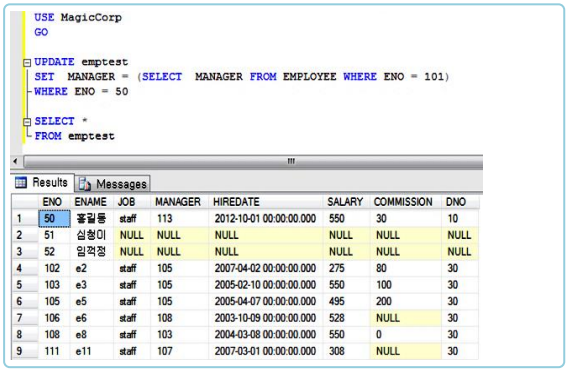 USE MagicCorp
GO
UPDATE emptest
SET MANAGER = (SELECT MANAGER FROM EMPLOYEE WHERE ENO = 101)
WHERE ENO = 50
SELECT *
FROM emptest
Results Messages
ENO ENAME JOB MANAGER HIREDATE SALARY COMMISSION DNO
1 50 홍길동 staff 113 2012-10-01 00:00:00.000 550 30 10
2 51 심청이 NULL NULL NULL NULL NULL NULL
3 52 임꺽정 NULL NULL NULL NULL NULL NULL
4 102 e2 staff 105 2007-04-02 00:00:00.000 275 80 30
5 103 e3 staff 105 2005-02-10 00:00:00.000 550 100 30
6 105 e5 staff 105 2005-04-07 00:00:00.000 495 200 30
7 106 e6 staff 108 2003-10-09 00:00:00.000 528 NULL 30
8 108 e8 staff 103 2004-03-08 00:00:00.000 550 0 30
9 111 e11 staff 107 2007-03-01 00:00:00.000 308 NULL 30